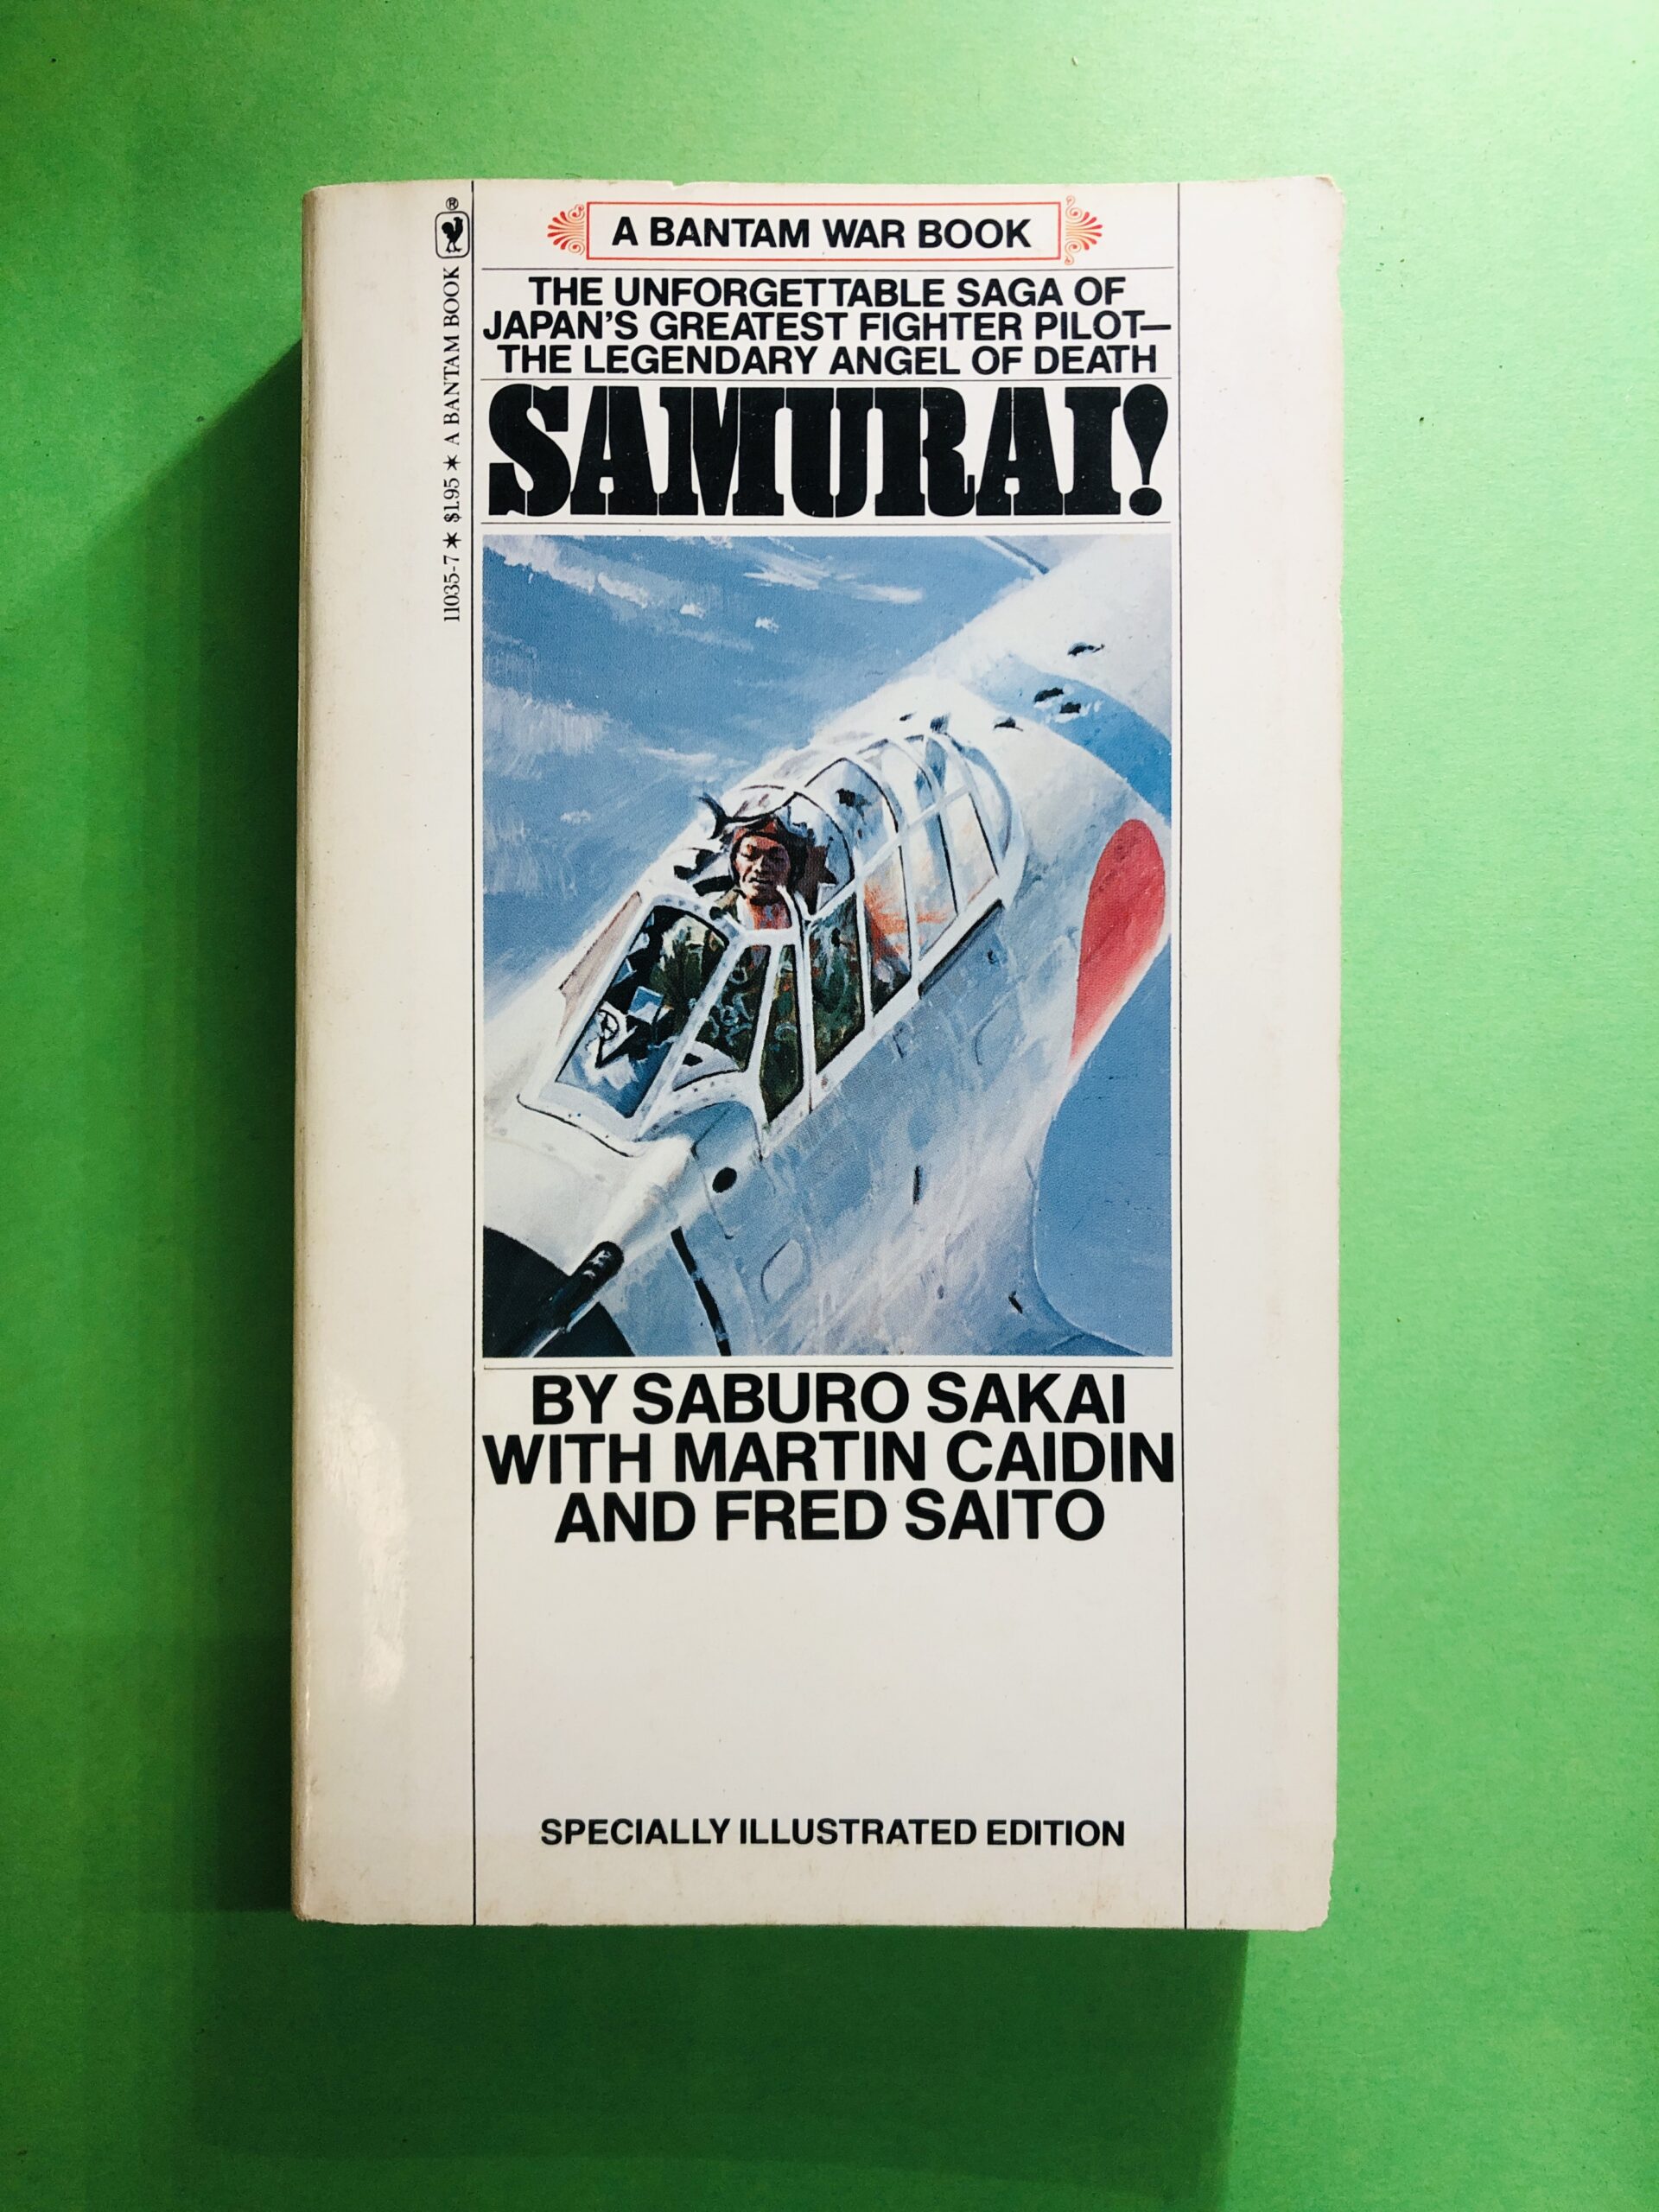 A BANTAM WAR BOOK
THE UNFORGETTABLE SAGA OF
JAPAN'S GREATEST FIGHTER PILOT—
THE LEGENDARY ANGEL OF DEATH
SAMURAI!
BY SABURO SAKAI
WITH MARTIN CAIDIN
AND FRED SAITO
SPECIALLY ILLUSTRATED EDITION
11035-7 ★ $1.95 ★ A BANTAM BOOK
®